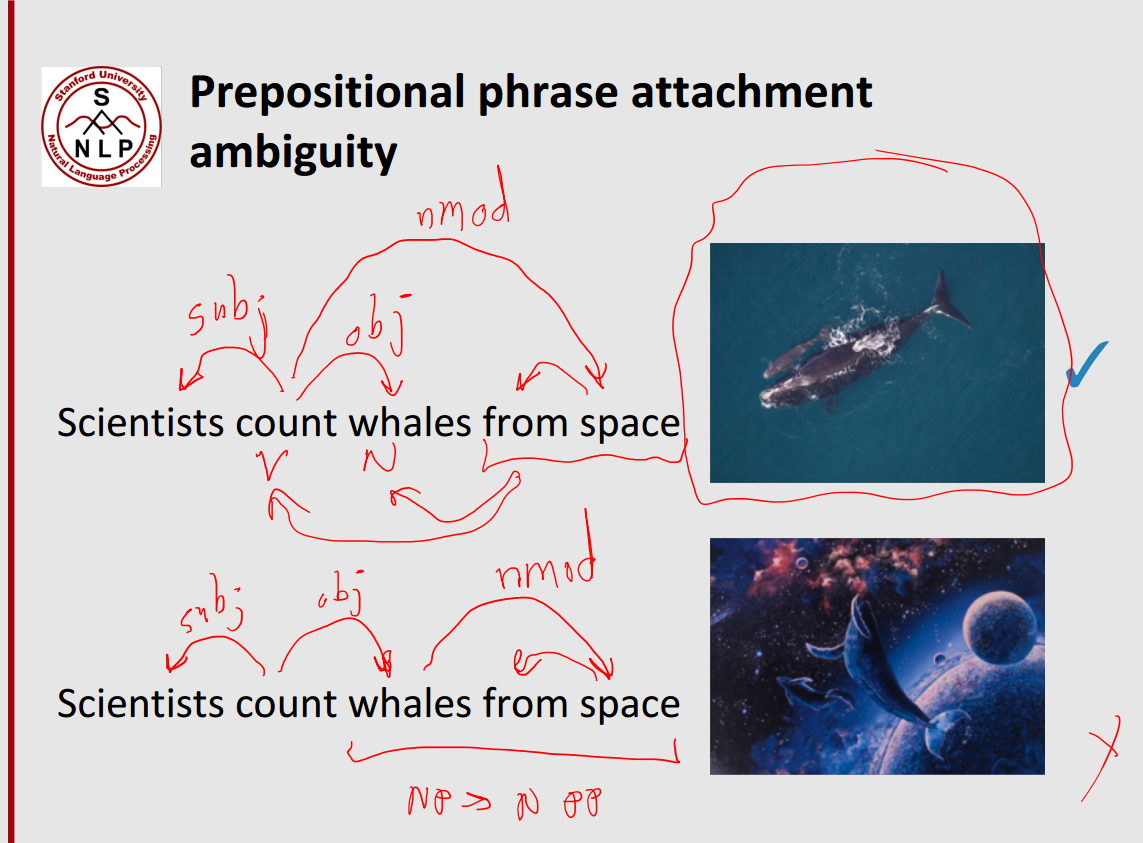 Stanford University
S
NLP
Natural Language Processing
Prepositional phrase attachment
ambiguity
nmod
subj
obj
Scientists count whales from space
V N
nmod
subj obj
Scientists count whales from space
NP → N PP